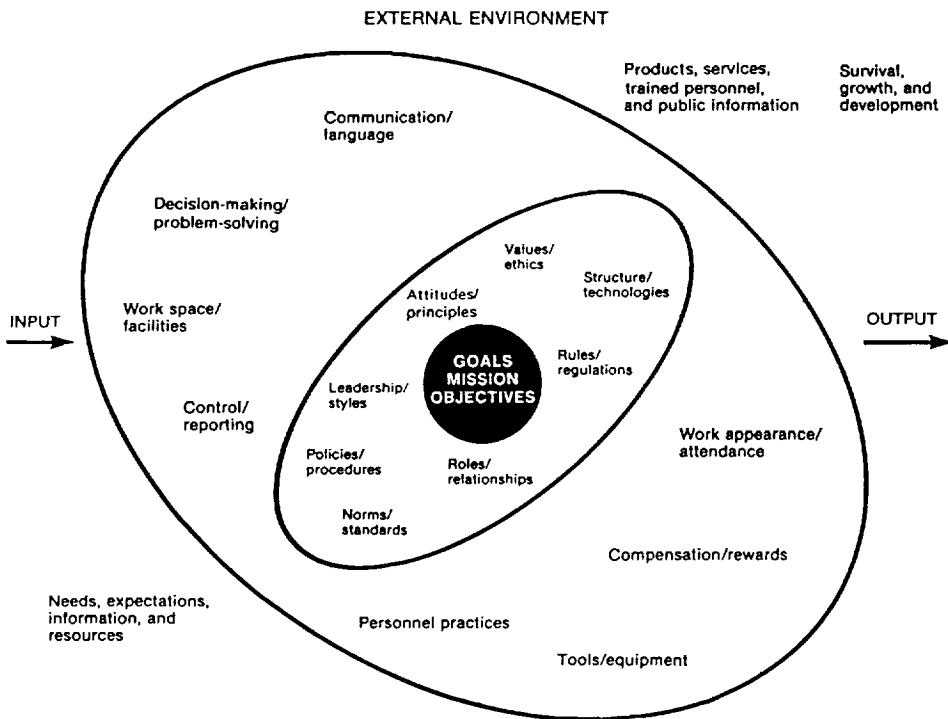 EXTERNAL ENVIRONMENT
Products, services,
trained personnel,
and public information
Survival,
growth, and
development
Communication/
language
Decision-making/
problem-solving
Values/
ethics
Structure/
technologies
Attitudes/
principles
Work space/
facilities
INPUT
OUTPUT
GOALS
MISSION
OBJECTIVES
Rules/
regulations
Leadership/
styles
Control/
reporting
Work appearance/
attendance
Policies/
procedures
Roles/
relationships
Norms/
standards
Compensation/rewards
Needs, expectations,
information, and
resources
Personnel practices
Tools/equipment